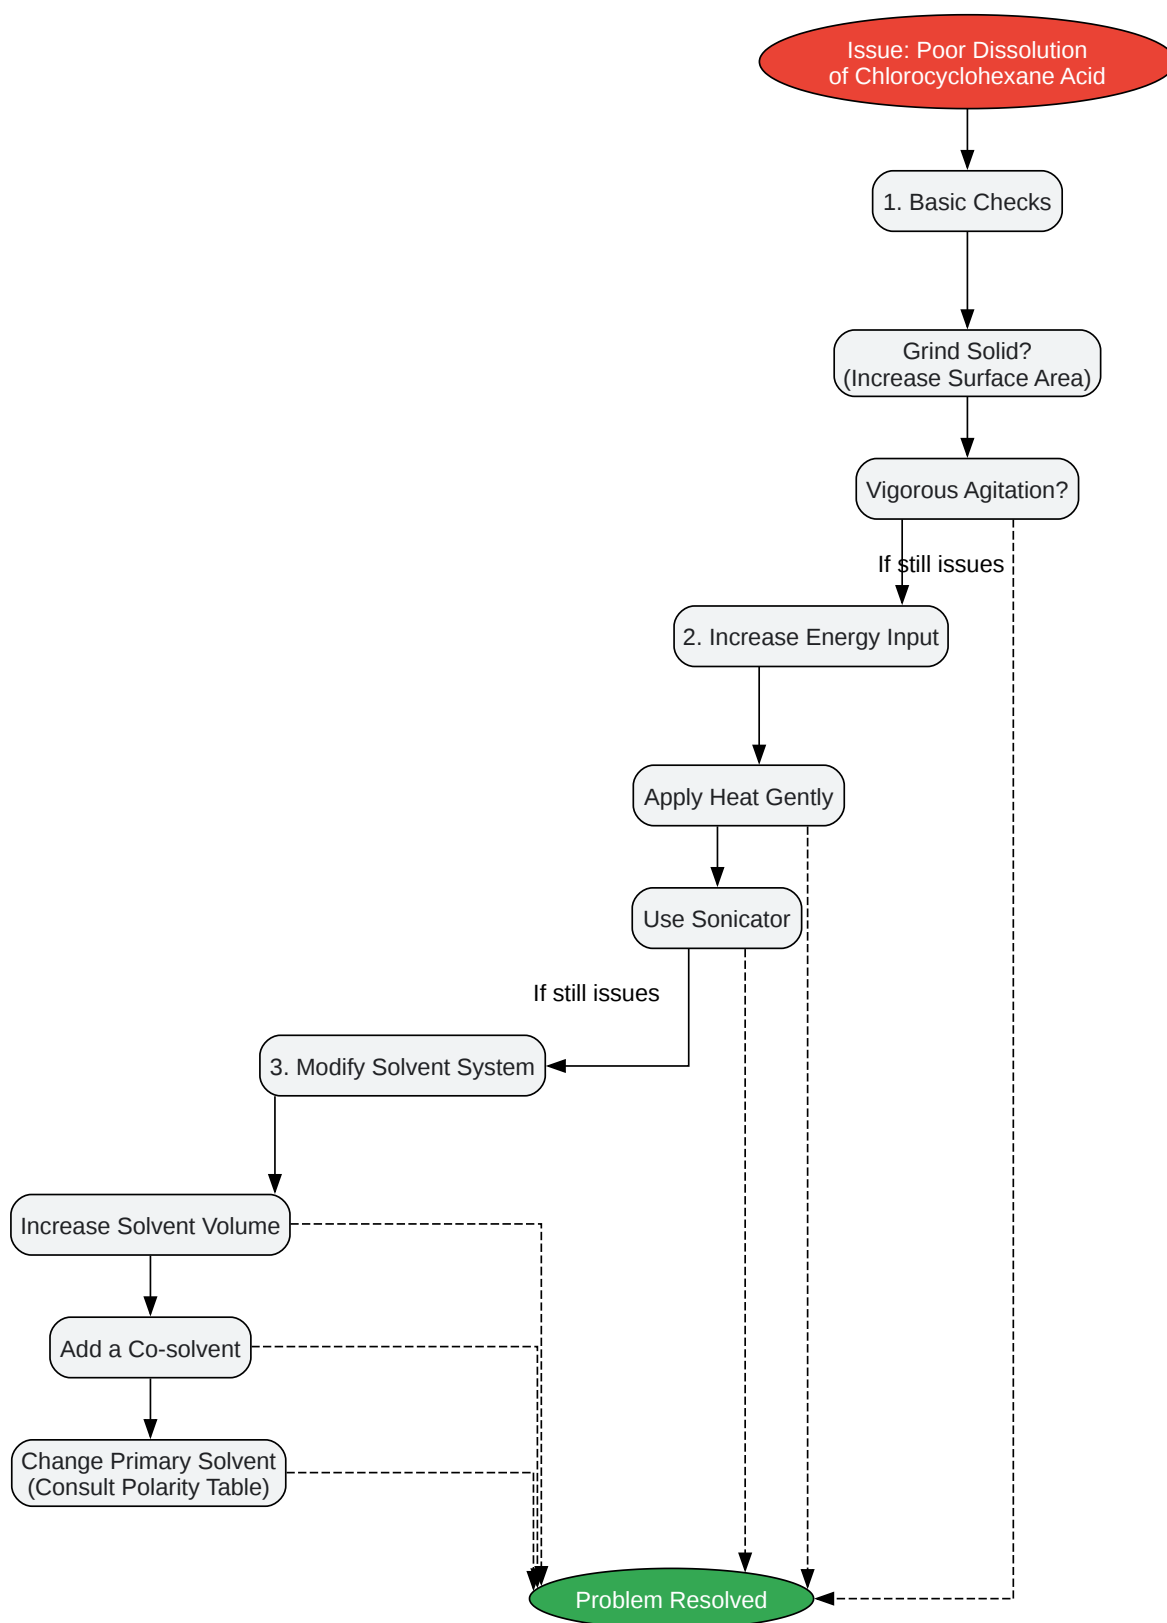 Issue: Poor Dissolution
of Chlorocyclohexane Acid
1. Basic Checks
Grind Solid?
(Increase Surface Area)
Vigorous Agitation?
If still issues
2. Increase Energy Input
Apply Heat Gently
Use Sonicator
If still issues
3. Modify Solvent System
Increase Solvent Volume
Add a Co-solvent
Change Primary Solvent
(Consult Polarity Table)
Problem Resolved